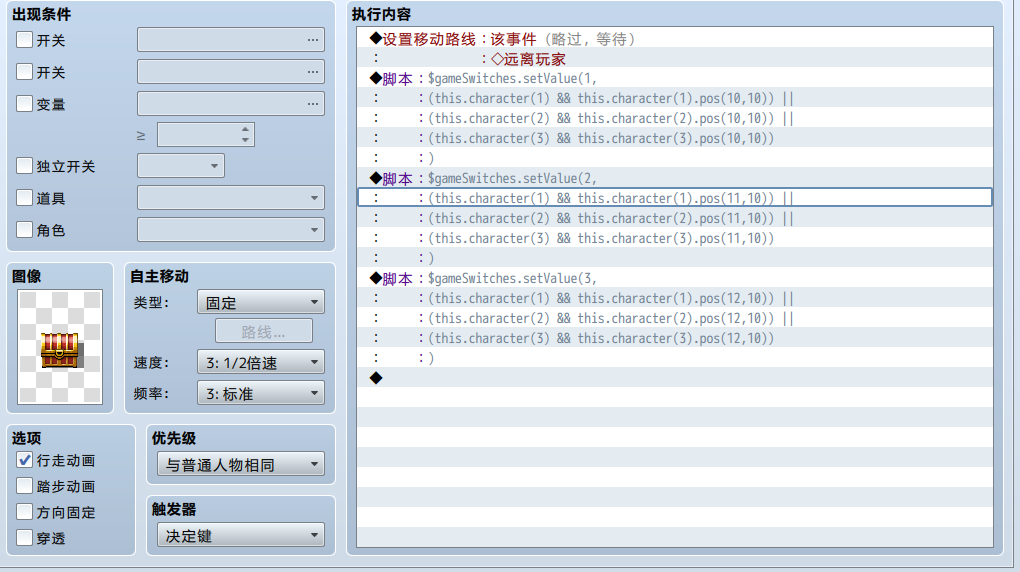 出现条件
开关
...
开关
...
变量
...
≥
独立开关
道具
角色
图像
自主移动
类型:
固定
路线...
速度:
3: 1/2倍速
频率:
3: 标准
选项
行走动画
踏步动画
方向固定
穿透
优先级
与普通人物相同
触发器
决定键
执行内容
◆设置移动路线：该事件 (略过, 等待)
：　　　　　　：◇远离玩家
◆脚本：$gameSwitches.setValue(1,
：　　：(this.character(1) && this.character(1).pos(10,10)) ||
：　　：(this.character(2) && this.character(2).pos(10,10)) ||
：　　：(this.character(3) && this.character(3).pos(10,10))
：　　：)
◆脚本：$gameSwitches.setValue(2,
：　　：(this.character(1) && this.character(1).pos(11,10)) ||
：　　：(this.character(2) && this.character(2).pos(11,10)) ||
：　　：(this.character(3) && this.character(3).pos(11,10))
：　　：)
◆脚本：$gameSwitches.setValue(3,
：　　：(this.character(1) && this.character(1).pos(12,10)) ||
：　　：(this.character(2) && this.character(2).pos(12,10)) ||
：　　：(this.character(3) && this.character(3).pos(12,10))
：　　：)
◆